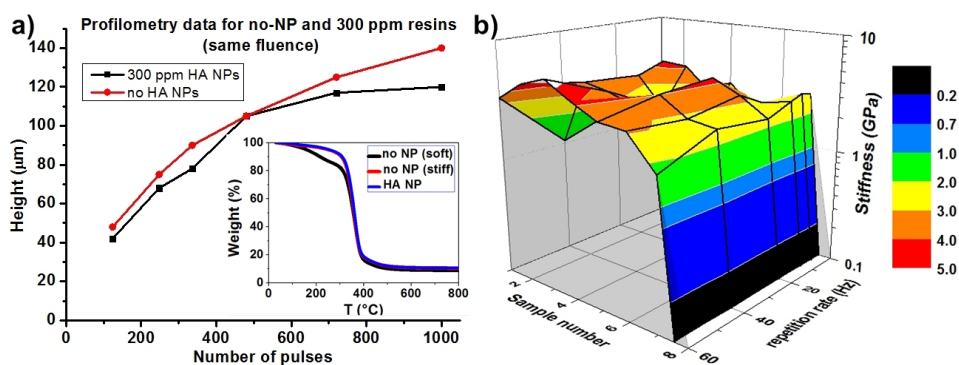 a)
Profilometry data for no-NP and 300 ppm resins
(same fluence)
300 ppm HA NPs
no HA NPs
Height (µm)
140
120
100
80
60
40
20
0
0
200
400
600
800
1000
Number of pulses
no NP (soft)
no NP (stiff)
HA NP
Weight (%)
100
80
60
40
20
0
0
200
400
600
800
T (°C)
b)
10
1
0.1
Stiffness (GPa)
2
4
6
8
Sample number
20
40
60
repetition rate (Hz)
0.2
0.7
1.0
2.0
3.0
4.0
5.0